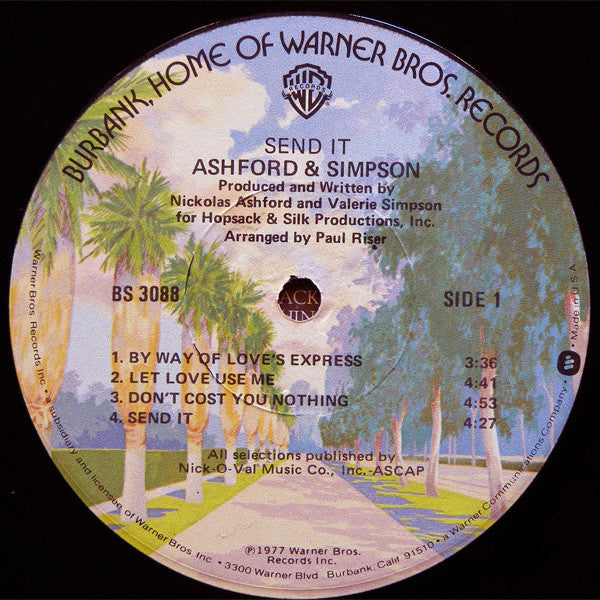 BURBANK, HOME OF WARNER BROS. RECORDS
WB
RECORDS
SEND IT
ASHFORD & SIMPSON
Produced and Written by
Nickolas Ashford and Valerie Simpson
for Hopsack & Silk Productions, Inc.
Arranged by Paul Riser
BS 3088
SIDE 1
1. BY WAY OF LOVE'S EXPRESS 3:36
2. LET LOVE USE ME 4:41
3. DON'T COST YOU NOTHING 4:53
4. SEND IT 4:27
All selections published by
Nick-O-Val Music Co., Inc.-ASCAP
℗1977 Warner Bros.
Records Inc.
Warner Bros. Records Inc. • a subsidiary and licensee of Warner Bros. Inc. • 3300 Warner Blvd., Burbank, Calif. 91510 • a Warner Communications Company • Made in U.S.A.